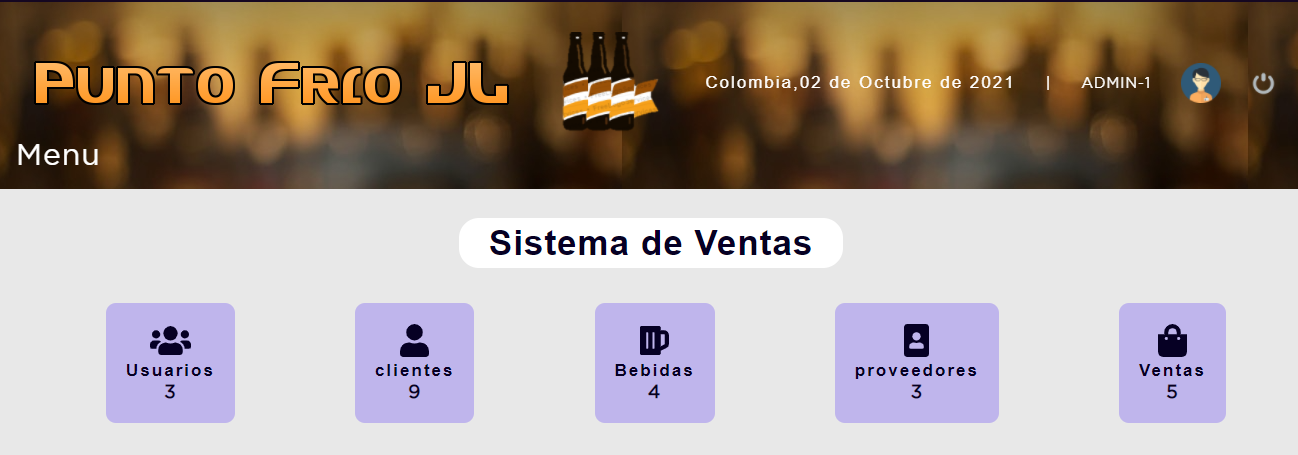 Punto Frio JL
Colombia,02 de Octubre de 2021 | ADMIN-1
Menu
Sistema de Ventas
Usuarios
3
clientes
9
Bebidas
4
proveedores
3
Ventas
5